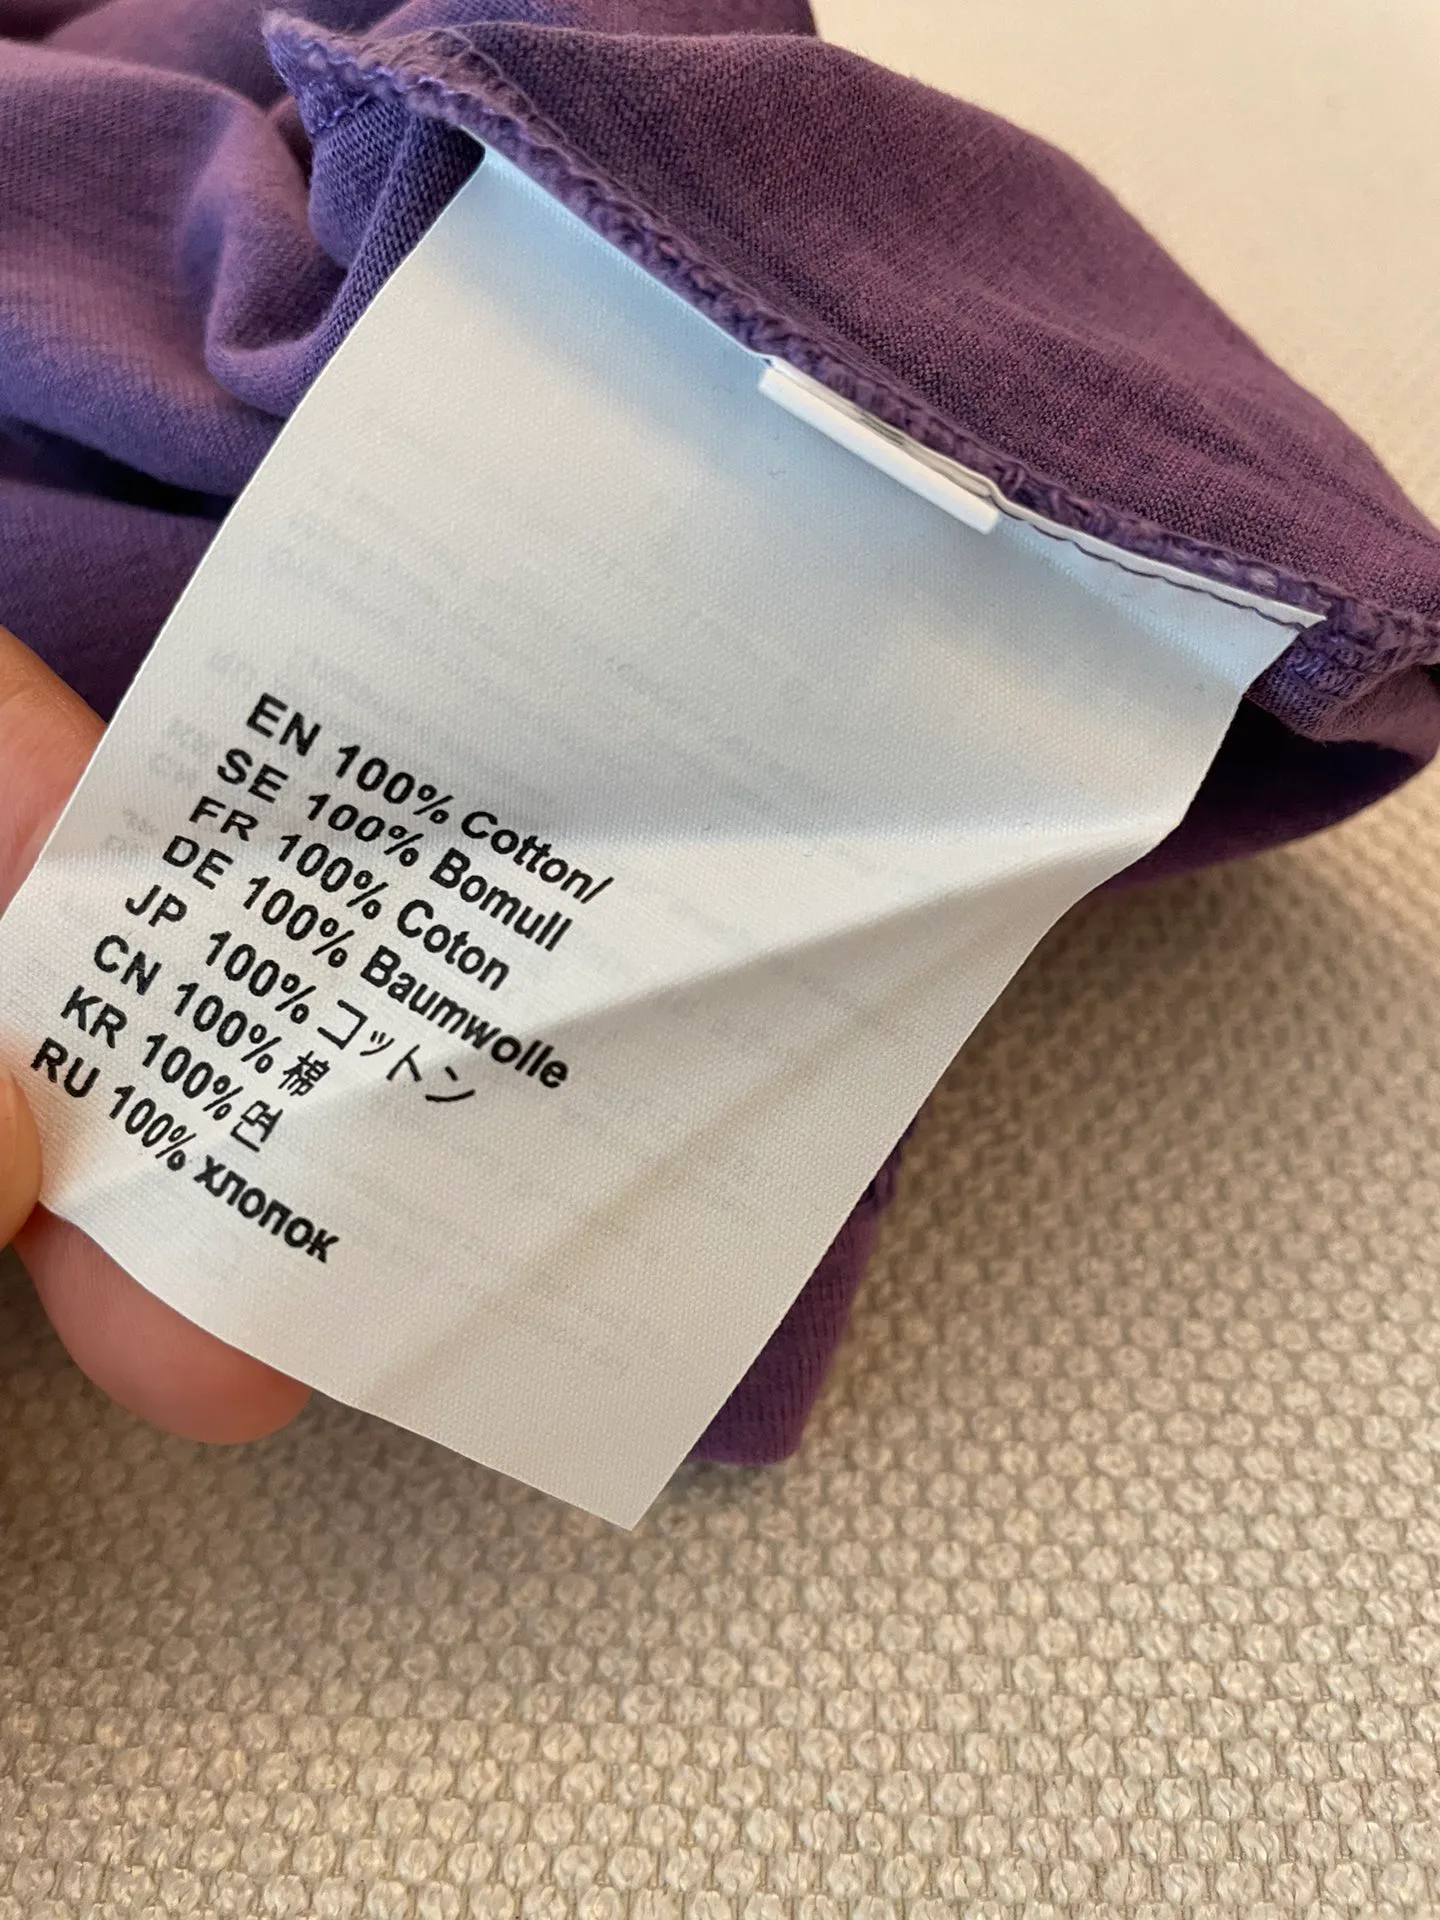 EN 100% Cotton/
SE 100% Bomull
FR 100% Coton
DE 100% Baumwolle
JP 100% コットン
CN 100% 棉
KR 100% 면
RU 100% хлопок